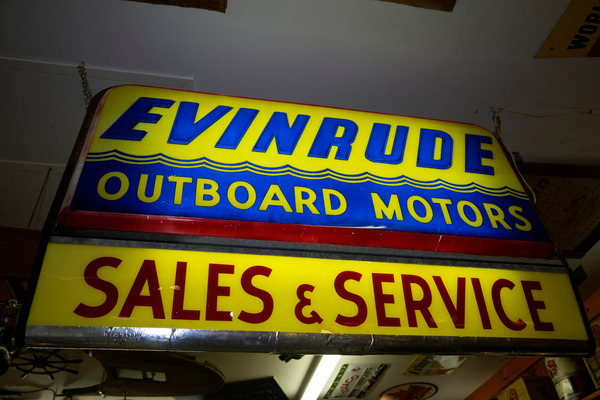 EVINRUDE
OUTBOARD MOTORS
SALES & SERVICE